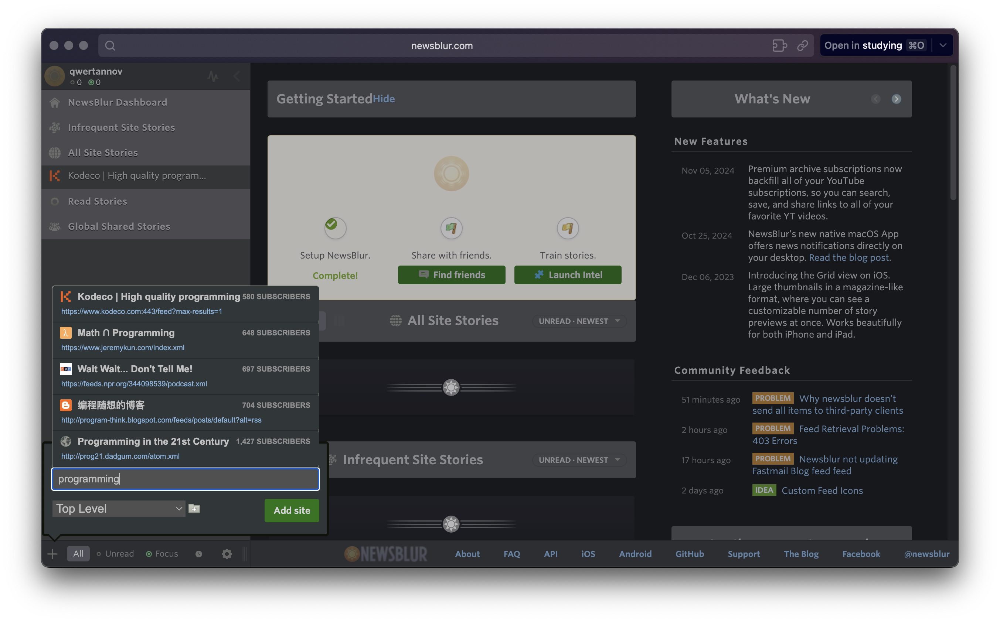 newsblur.com
Open in studying ⌘O
qwertannov
0 0
NewsBlur Dashboard
Infrequent Site Stories
All Site Stories
Kodeco | High quality program...
Read Stories
Global Shared Stories
Getting Started Hide
Setup NewsBlur.
Complete!
Share with friends.
Find friends
Train stories.
Launch Intel
All Site Stories
UNREAD · NEWEST
Infrequent Site Stories
UNREAD · NEWEST
What's New
New Features
Nov 05, 2024
Premium archive subscriptions now
backfill all of your YouTube
subscriptions, so you can search,
save, and share links to all of your
favorite YT videos.
Oct 25, 2024
NewsBlur’s new native macOS App
offers news notifications directly on
your desktop. Read the blog post.
Dec 06, 2023
Introducing the Grid view on iOS.
Large thumbnails in a magazine-like
format, where you can see a
customizable number of story
previews at once. Works beautifully
for both iPhone and iPad.
Community Feedback
51 minutes ago
PROBLEM Why newsblur doesn’t
send all items to third-party clients
2 hours ago
PROBLEM Feed Retrieval Problems:
403 Errors
17 hours ago
PROBLEM Newsblur not updating
Fastmail Blog feed feed
2 days ago
IDEA Custom Feed Icons
Kodeco | High quality programming 580 SUBSCRIBERS
https://www.kodeco.com:443/feed?max-results=1
Math ∩ Programming 648 SUBSCRIBERS
https://www.jeremykun.com/index.xml
npr
Wait Wait... Don't Tell Me! 697 SUBSCRIBERS
https://feeds.npr.org/344098539/podcast.xml
编程随想的博客 704 SUBSCRIBERS
http://program-think.blogspot.com/feeds/posts/default?alt=rss
Programming in the 21st Century 1,427 SUBSCRIBERS
http://prog21.dadgum.com/atom.xml
programming
Top Level
Add site
All Unread Focus
NEWSBLUR
About FAQ API iOS Android GitHub Support The Blog Facebook @newsblur